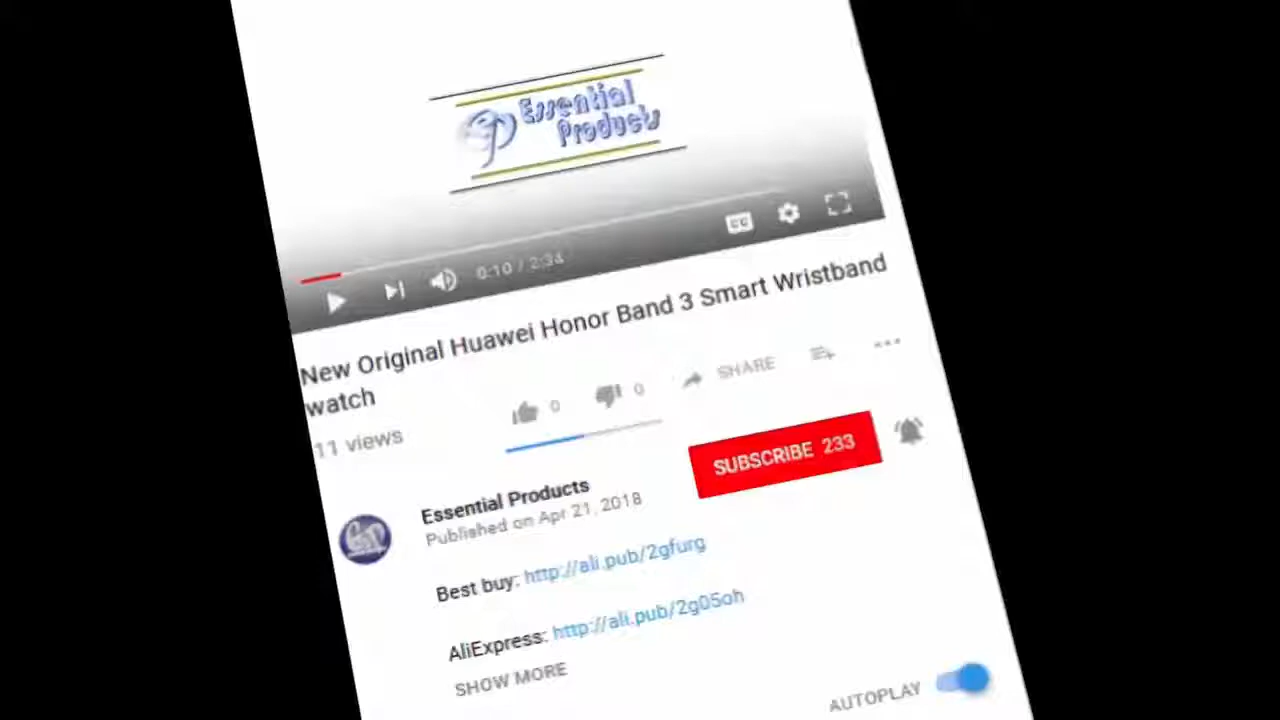 Essential
Products
CC
0:10 / 2:34
New Original Huawei Honor Band 3 Smart Wristband
watch
11 views
0
0
SHARE
SUBSCRIBE 233
Essential Products
Published on Apr 21, 2018
Best buy: http://ali.pub/2gfurg
AliExpress: http://ali.pub/2g05oh
SHOW MORE
AUTOPLAY